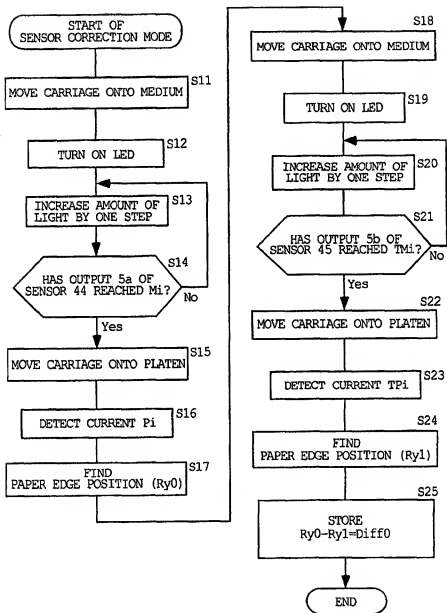 START OF
SENSOR CORRECTION MODE
S11
MOVE CARRIAGE ONTO MEDIUM
S12
TURN ON LED
S13
INCREASE AMOUNT OF
LIGHT BY ONE STEP
S14
HAS OUTPUT 5a OF
SENSOR 44 REACHED Mi?
No
Yes
S15
MOVE CARRIAGE ONTO PLATEN
S16
DETECT CURRENT Pi
S17
FIND
PAPER EDGE POSITION (Ry0)
S18
MOVE CARRIAGE ONTO MEDIUM
S19
TURN ON LED
S20
INCREASE AMOUNT OF
LIGHT BY ONE STEP
S21
HAS OUTPUT 5b OF
SENSOR 45 REACHED TMi?
No
Yes
S22
MOVE CARRIAGE ONTO PLATEN
S23
DETECT CURRENT TPi
S24
FIND
PAPER EDGE POSITION (Ry1)
S25
STORE
Ry0-Ry1=Diff0
END